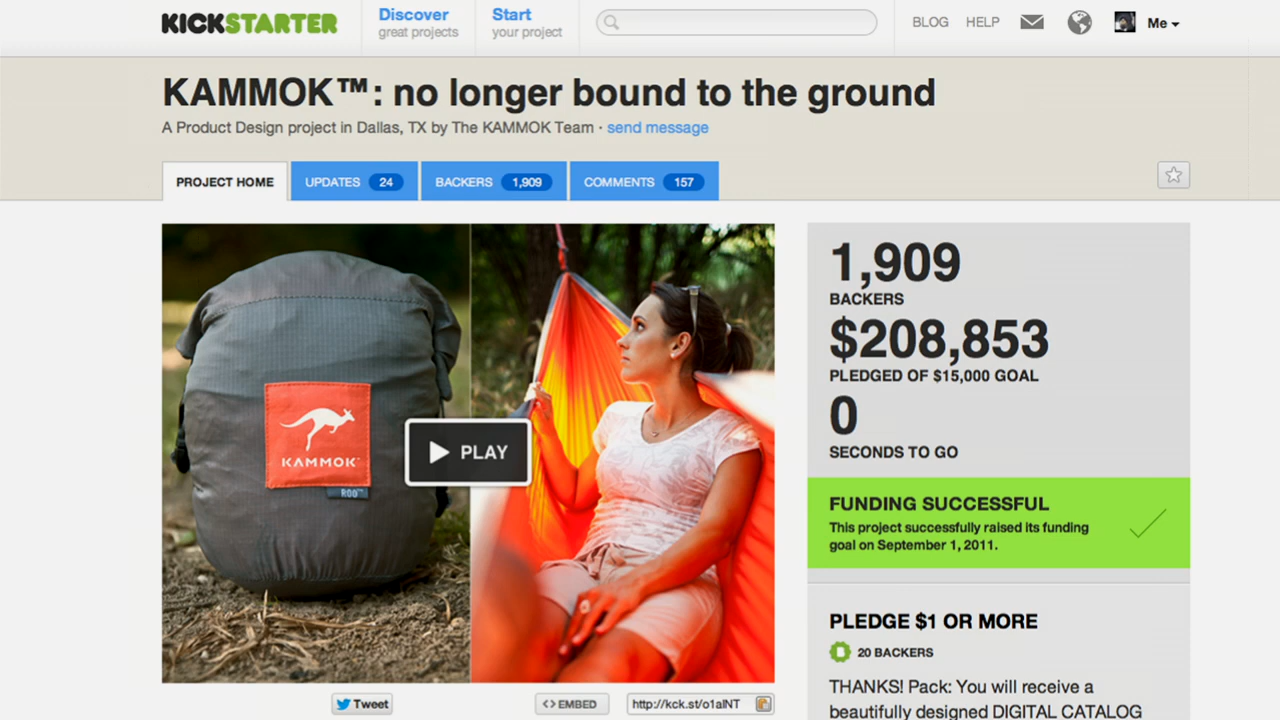 KICKSTARTER
Discover
great projects
Start
your project
BLOG HELP
Me
KAMMOK™: no longer bound to the ground
A Product Design project in Dallas, TX by The KAMMOK Team · send message
PROJECT HOME
UPDATES 24
BACKERS 1,909
COMMENTS 157
KAMMOK™
ROO™
PLAY
1,909
BACKERS
$208,853
PLEDGED OF $15,000 GOAL
0
SECONDS TO GO
FUNDING SUCCESSFUL
This project successfully raised its funding
goal on September 1, 2011.
PLEDGE $1 OR MORE
20 BACKERS
THANKS! Pack: You will receive a
beautifully designed DIGITAL CATALOG
Tweet
<> EMBED
http://kck.st/o1alNT